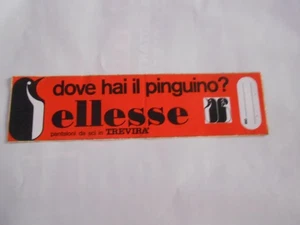 dove hai il pinguino?
ellesse
pantaloni da sci in TREVIRA